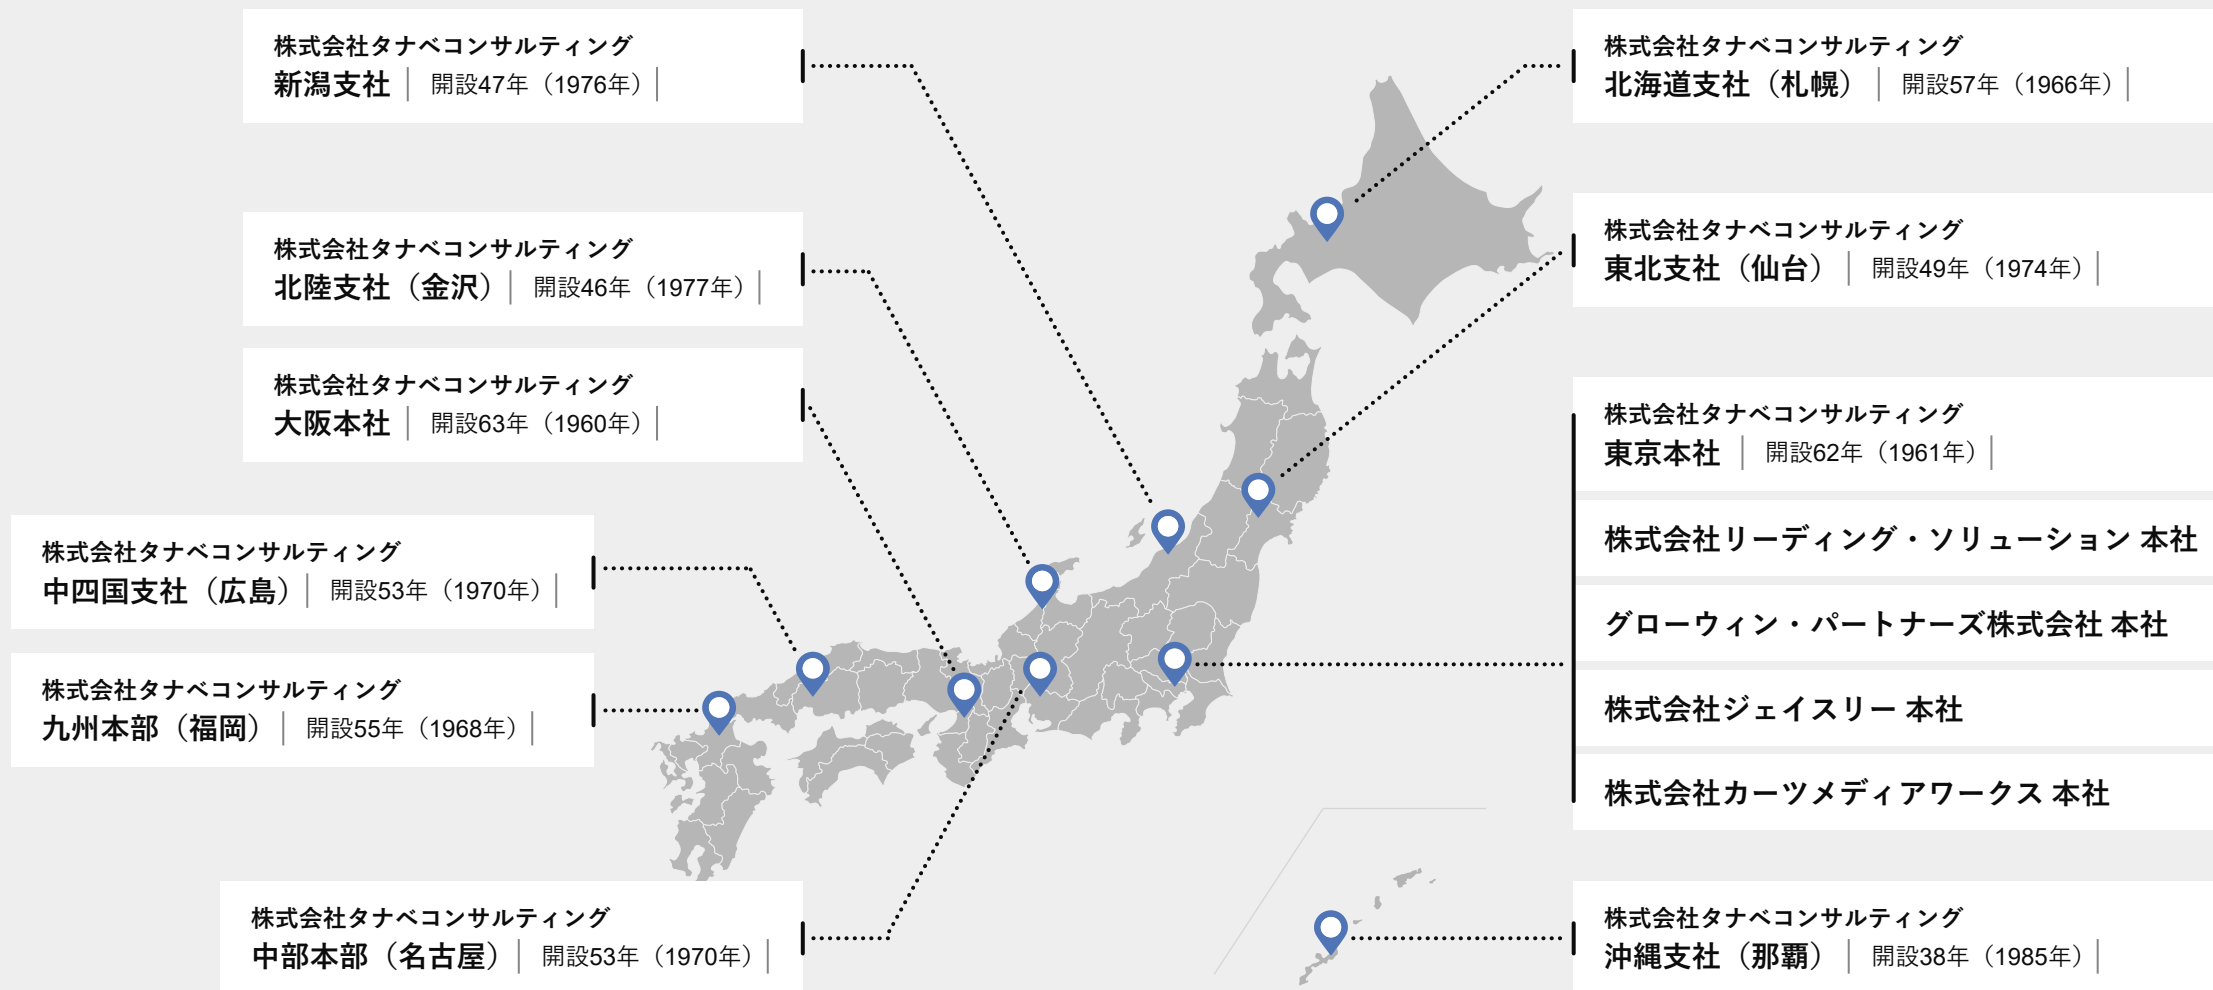 株式会社タナベコンサルティング
新潟支社 開設47年（1976年）
株式会社タナベコンサルティング
北陸支社（金沢） 開設46年（1977年）
株式会社タナベコンサルティング
大阪本社 開設63年（1960年）
株式会社タナベコンサルティング
中四国支社（広島） 開設53年（1970年）
株式会社タナベコンサルティング
九州本部（福岡） 開設55年（1968年）
株式会社タナベコンサルティング
中部本部（名古屋） 開設53年（1970年）
株式会社タナベコンサルティング
北海道支社（札幌） 開設57年（1966年）
株式会社タナベコンサルティング
東北支社（仙台） 開設49年（1974年）
株式会社タナベコンサルティング
東京本社 開設62年（1961年）
株式会社リーディング・ソリューション 本社
グローウィン・パートナーズ株式会社 本社
株式会社ジェイスリー 本社
株式会社カーツメディアワークス 本社
株式会社タナベコンサルティング
沖縄支社（那覇） 開設38年（1985年）